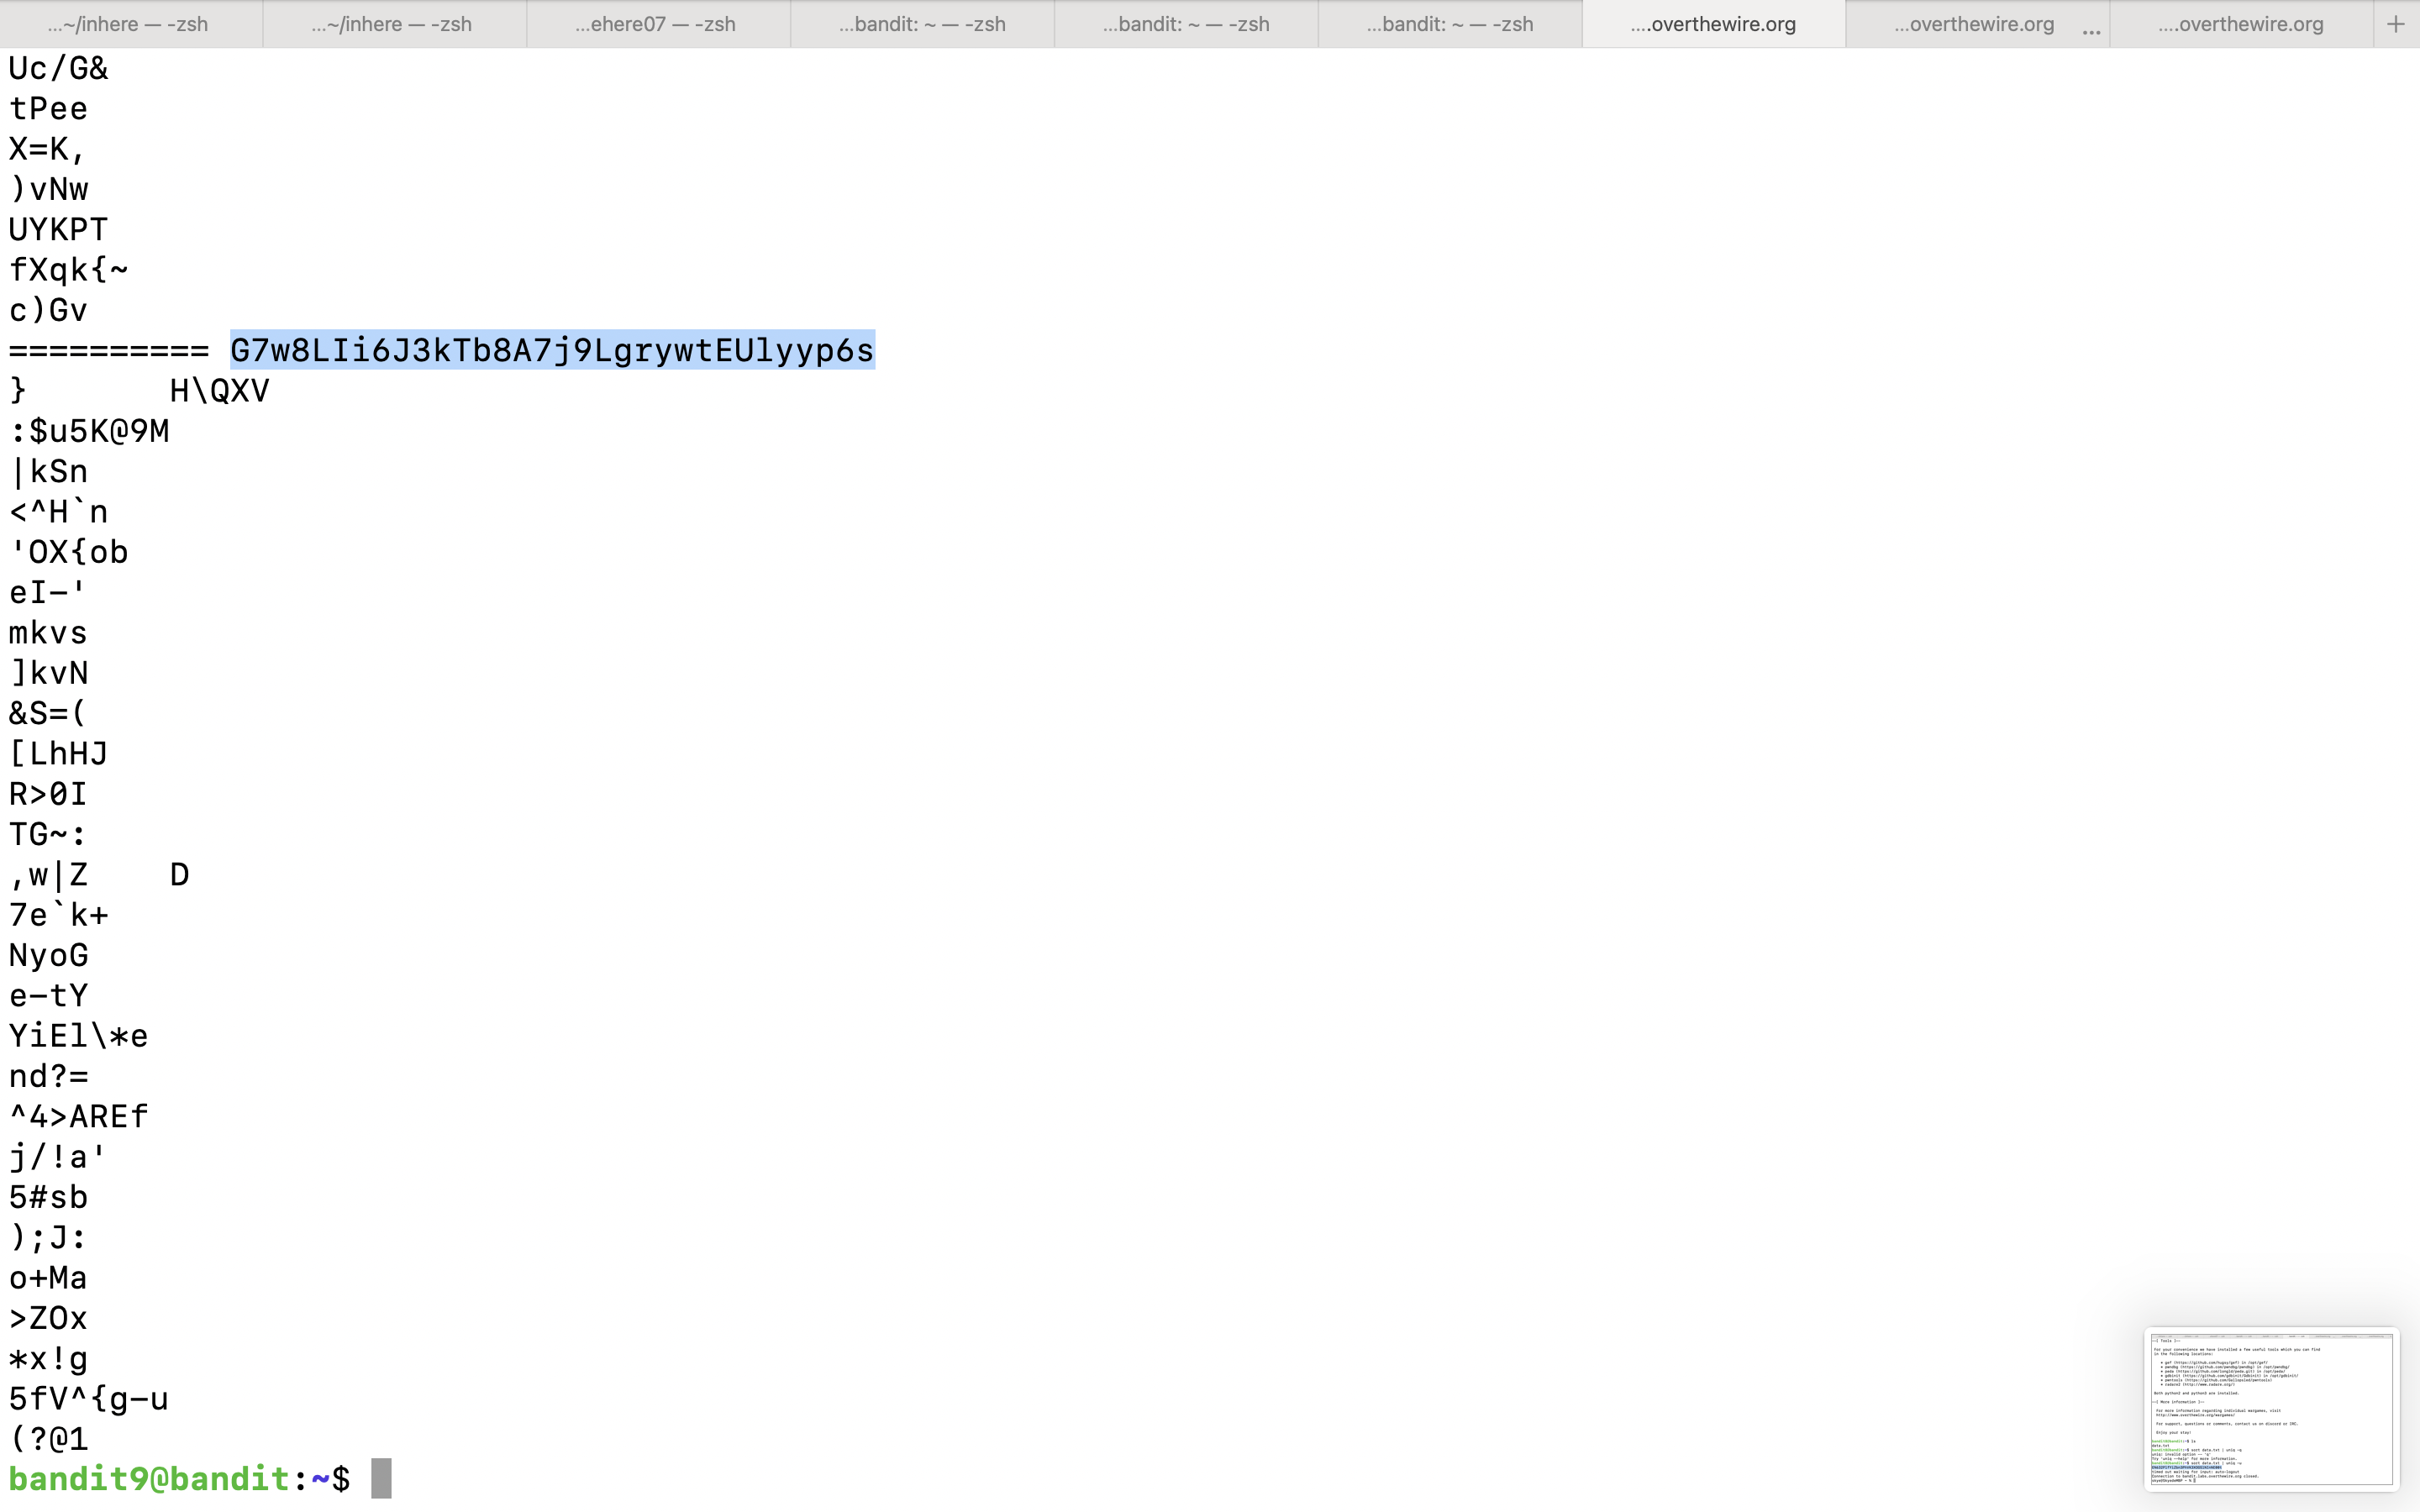 ...~/inhere — -zsh ...~/inhere — -zsh ...ehere07 — -zsh ...bandit: ~ — -zsh ...bandit: ~ — -zsh ...bandit: ~ — -zsh ....overthewire.org ...overthewire.org ... ....overthewire.org +
Uc/G&
tPee
X=K,
)vNw
UYKPT
fXqk{~
c)Gv
========== G7w8LIi6J3kTb8A7j9LgrywtEUlyyp6s
}       H\QXV
:$u5K@9M
|kSn
<^H`n
'OX{ob
eI-'
mkvs
]kvN
&S=(
[LhHJ
R>0I
TG~:
,w|Z    D
7e`k+
NyoG
e-tY
YiEl\*e
nd?=
^4>AREf
j/!a'
5#sb
);J:
o+Ma
>ZOx
*x!g
5fV^{g-u
(?@1
bandit9@bandit:~$